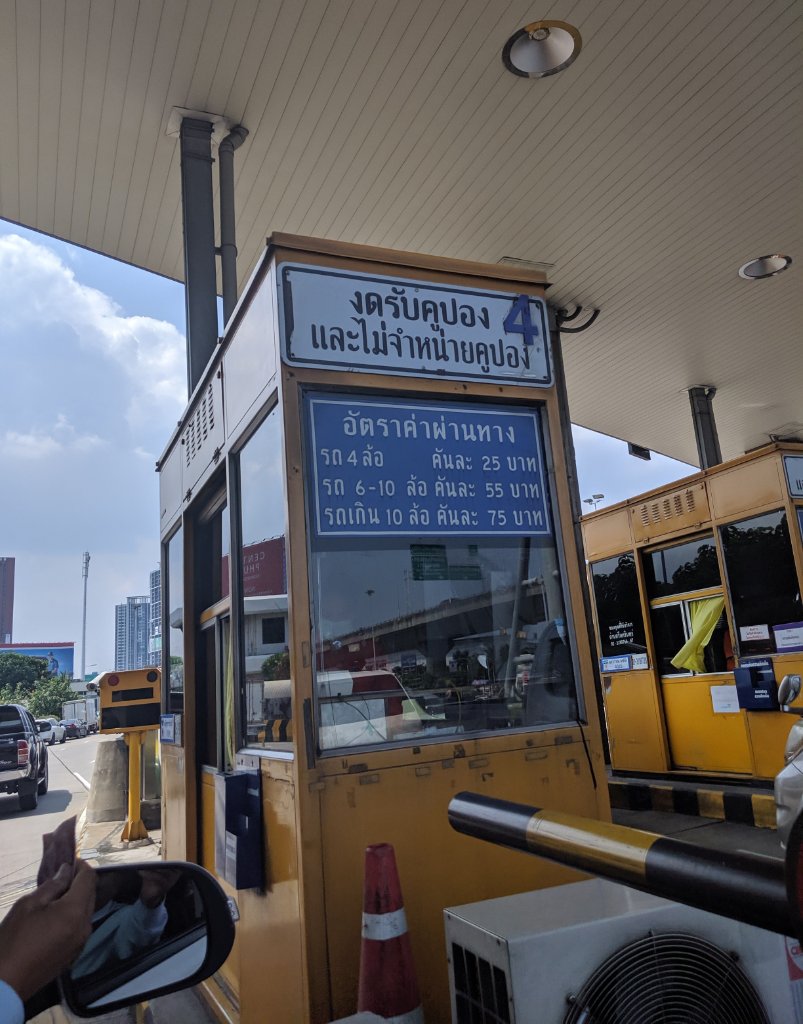 งดรับคูปอง 4
และไม่จำหน่ายคูปอง
อัตราค่าผ่านทาง
รถ 4 ล้อ คันละ 25 บาท
รถ 6-10 ล้อ คันละ 55 บาท
รถเกิน 10 ล้อ คันละ 75 บาท